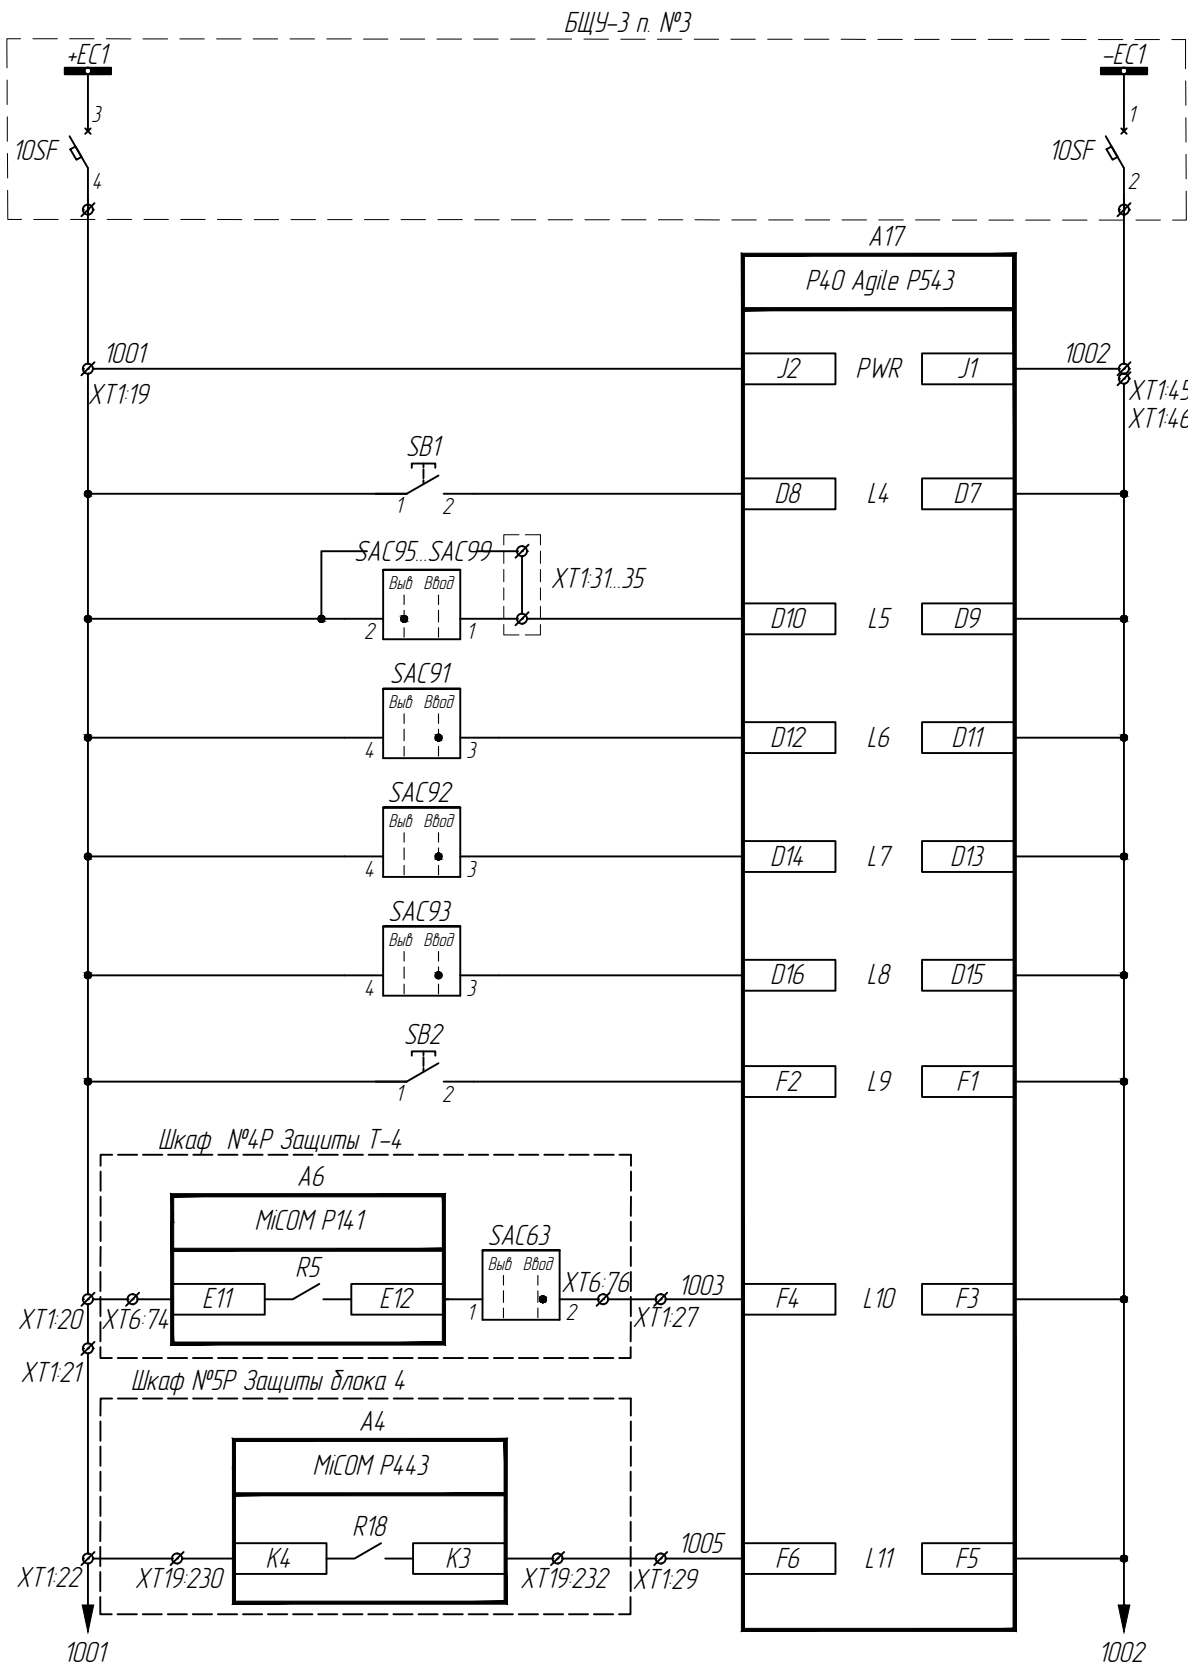 БЩУ-3 п. №3
+EC1
-EC1
3
1
10SF
10SF
4
2
A17
P40 Agile P543
1001
J2 PWR J1
1002
XT1:19
XT1:45
XT1:46
SB1
1 2
D8 L4 D7
SAC95...SAC99
XT1:31...35
Выв Ввод
2 1
D10 L5 D9
SAC91
Выв Ввод
4 3
D12 L6 D11
SAC92
Выв Ввод
4 3
D14 L7 D13
SAC93
Выв Ввод
4 3
D16 L8 D15
SB2
1 2
F2 L9 F1
Шкаф №4Р Защиты Т-4
A6
MiCOM P141
SAC63
Выв Ввод
R5
E11 E12
1 2
XT6:76
1003
F4 L10 F3
XT1:20
XT6:74
XT1:27
XT1:21
Шкаф №5Р Защиты блока 4
A4
MiCOM P443
R18
K4 K3
1005
F6 L11 F5
XT1:22
XT19:230
XT19:232
XT1:29
1001
1002